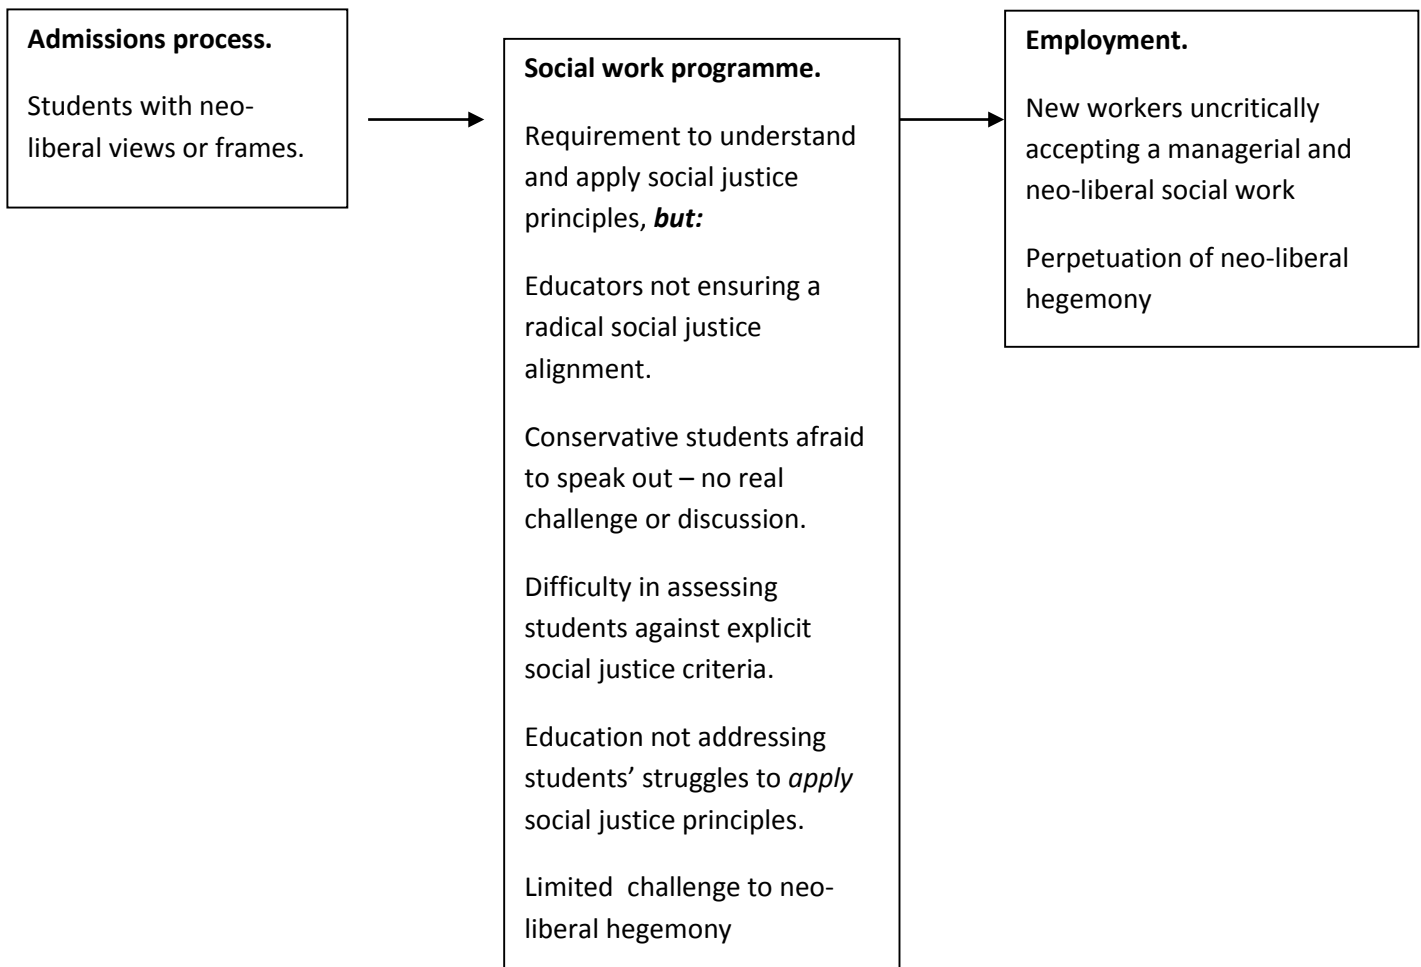 Admissions process.
Students with neo-
liberal views or frames.
Social work programme.
Requirement to understand
and apply social justice
principles, but:
Educators not ensuring a
radical social justice
alignment.
Conservative students afraid
to speak out – no real
challenge or discussion.
Difficulty in assessing
students against explicit
social justice criteria.
Education not addressing
students’ struggles to apply
social justice principles.
Limited  challenge to neo-
liberal hegemony
Employment.
New workers uncritically
accepting a managerial and
neo-liberal social work
Perpetuation of neo-liberal
hegemony